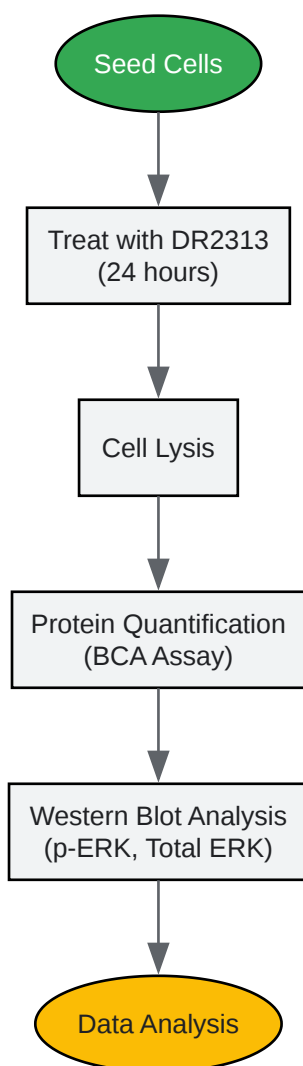 Seed Cells
Treat with DR2313
(24 hours)
Cell Lysis
Protein Quantification
(BCA Assay)
Western Blot Analysis
(p-ERK, Total ERK)
Data Analysis